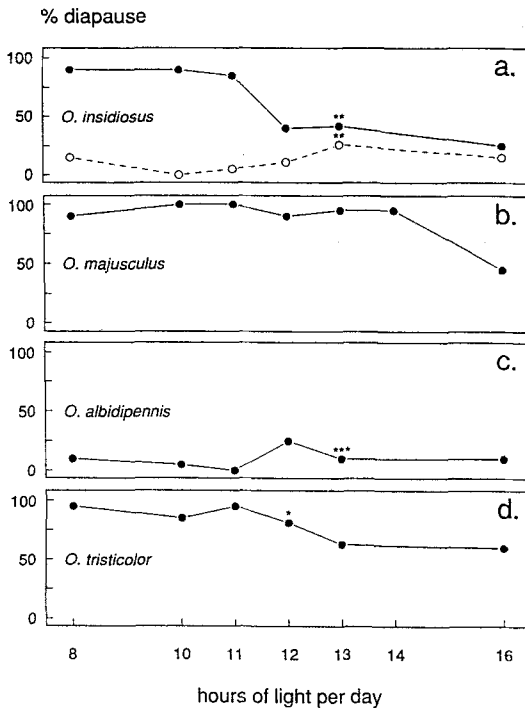 % diapause
100
50
0
a.
O. insidiosus
**
**
100
50
0
b.
O. majusculus
100
50
0
c.
O. albidipennis
***
100
50
0
d.
O. tristicolor
*
8
10
11
12
13
14
16
hours of light per day